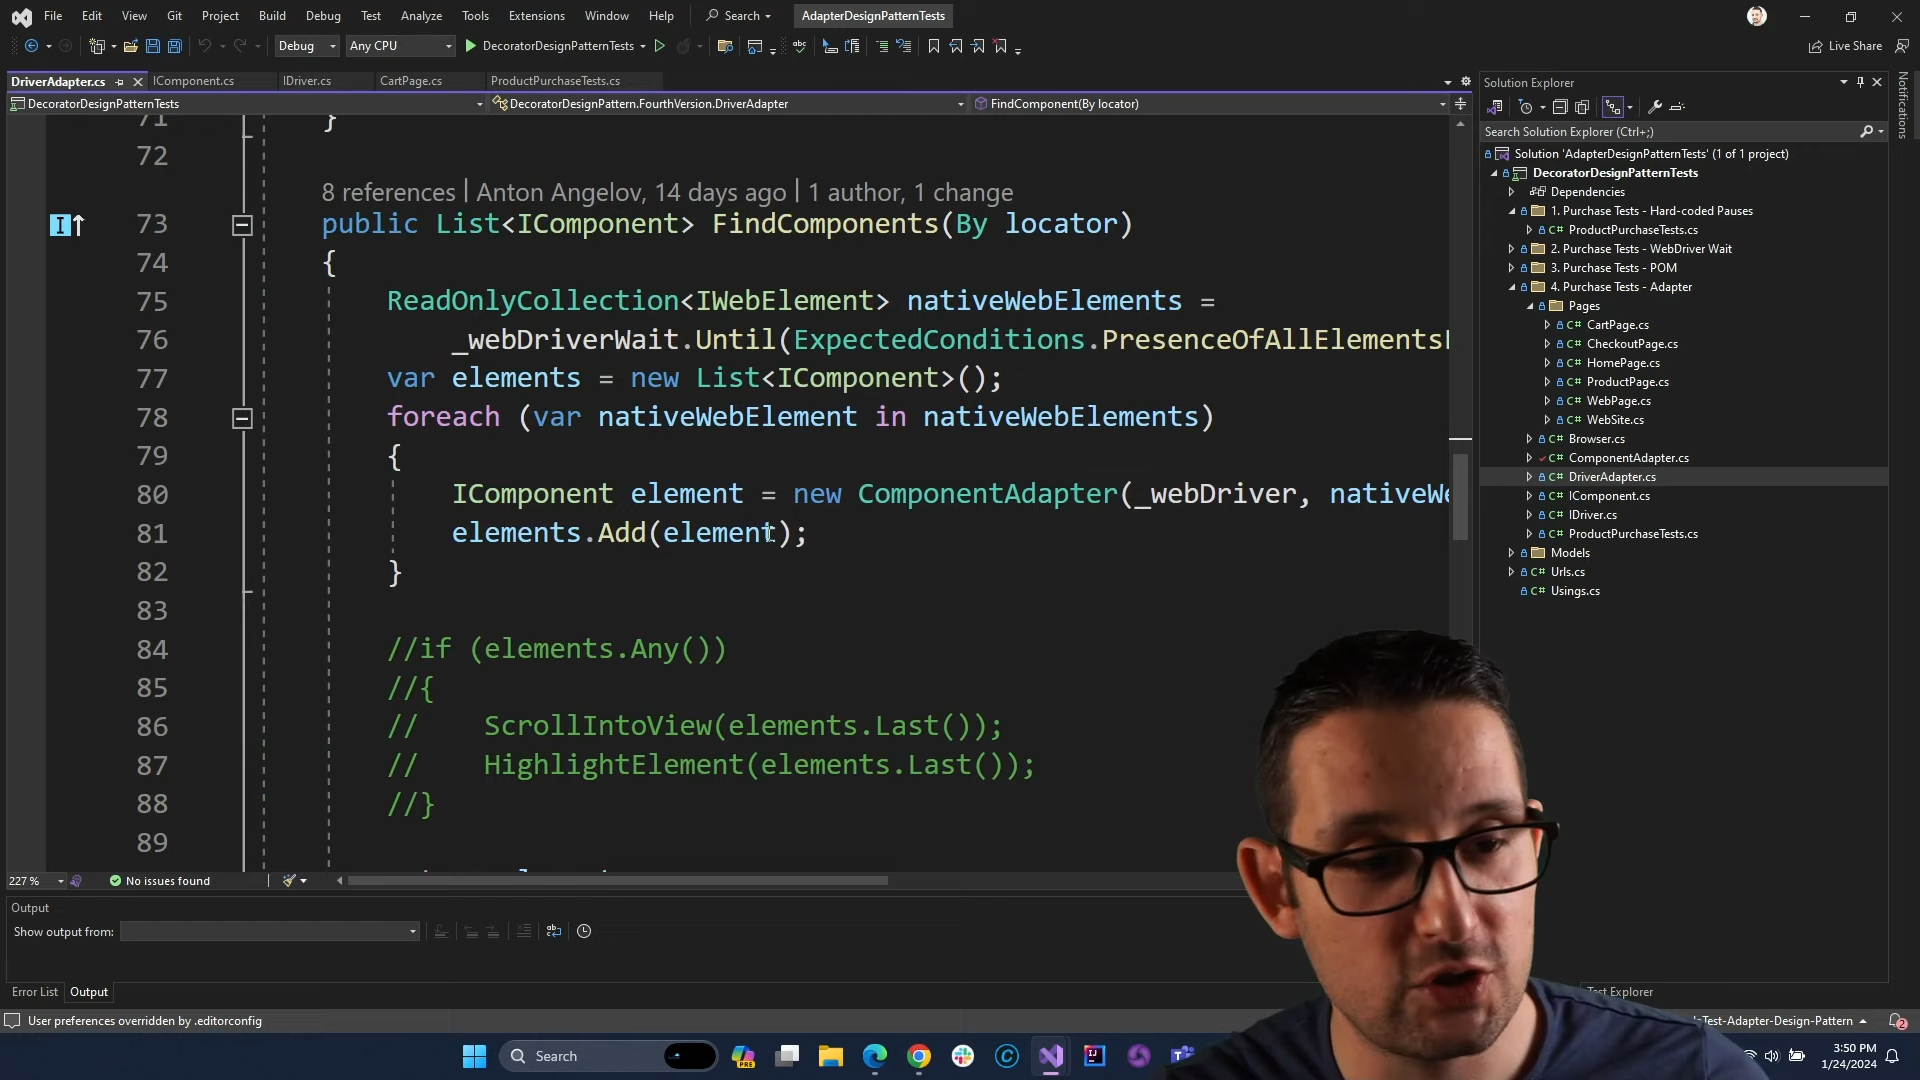 File Edit View Git Project Build Debug Test Analyze Tools Extensions Window Help Search AdapterDesignPatternTests
Debug Any CPU DecoratorDesignPatternTests Live Share
DriverAdapter.cs IComponent.cs IDriver.cs CartPage.cs ProductPurchaseTests.cs
DecoratorDesignPatternTests DecoratorDesignPattern.FourthVersion.DriverAdapter FindComponent(By locator)
71 }
72
8 references | Anton Angelov, 14 days ago | 1 author, 1 change
73 public List<IComponent> FindComponents(By locator)
74 {
75 ReadOnlyCollection<IWebElement> nativeWebElements =
76 _webDriverWait.Until(ExpectedConditions.PresenceOfAllElements
77 var elements = new List<IComponent>();
78 foreach (var nativeWebElement in nativeWebElements)
79 {
80 IComponent element = new ComponentAdapter(_webDriver, nativeWe
81 elements.Add(element);
82 }
83
84 //if (elements.Any())
85 //{
86 // ScrollIntoView(elements.Last());
87 // HighlightElement(elements.Last());
88 //}
89
227 % No issues found
Output
Show output from:
Error List Output
User preferences overridden by .editorconfig
Solution Explorer
Search Solution Explorer (Ctrl+;)
Solution 'AdapterDesignPatternTests' (1 of 1 project)
DecoratorDesignPatternTests
Dependencies
1. Purchase Tests - Hard-coded Pauses
C# ProductPurchaseTests.cs
2. Purchase Tests - WebDriver Wait
3. Purchase Tests - POM
4. Purchase Tests - Adapter
Pages
C# CartPage.cs
C# CheckoutPage.cs
C# HomePage.cs
C# ProductPage.cs
C# WebPage.cs
C# WebSite.cs
C# Browser.cs
C# ComponentAdapter.cs
C# DriverAdapter.cs
C# IComponent.cs
C# IDriver.cs
C# ProductPurchaseTests.cs
Models
C# Urls.cs
C# Usings.cs
Notifications
Test Explorer
Test-Adapter-Design-Pattern 2
Search PRE
3:50 PM
1/24/2024